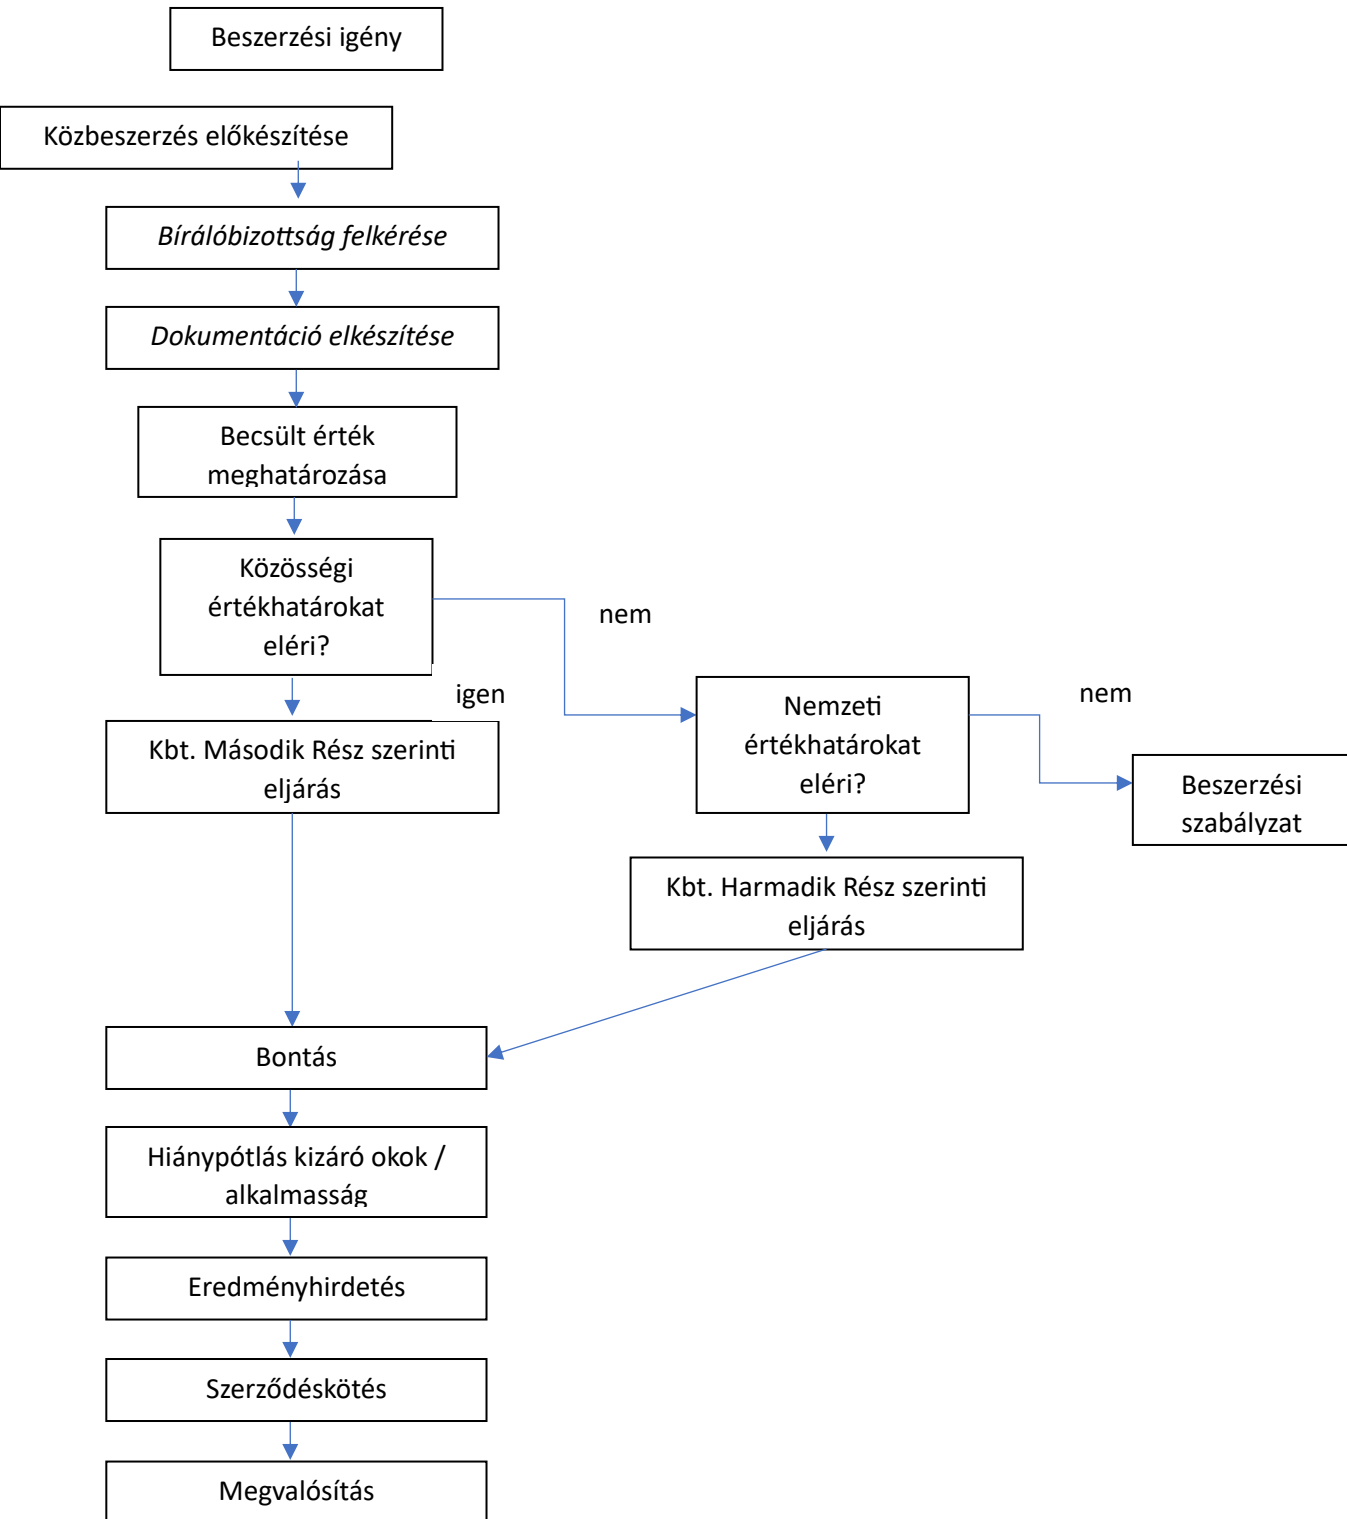 Beszerzési igény
Közbeszerzés előkészítése
Bírálóbizottság felkérése
Dokumentáció elkészítése
Becsült érték
meghatározása
Közösségi
értékhatárokat
eléri?
nem
igen
Nemzeti
értékhatárokat
eléri?
nem
Kbt. Második Rész szerinti
eljárás
Beszerzési
szabályzat
Kbt. Harmadik Rész szerinti
eljárás
Bontás
Hiánypótlás kizáró okok /
alkalmasság
Eredményhirdetés
Szerződéskötés
Megvalósítás